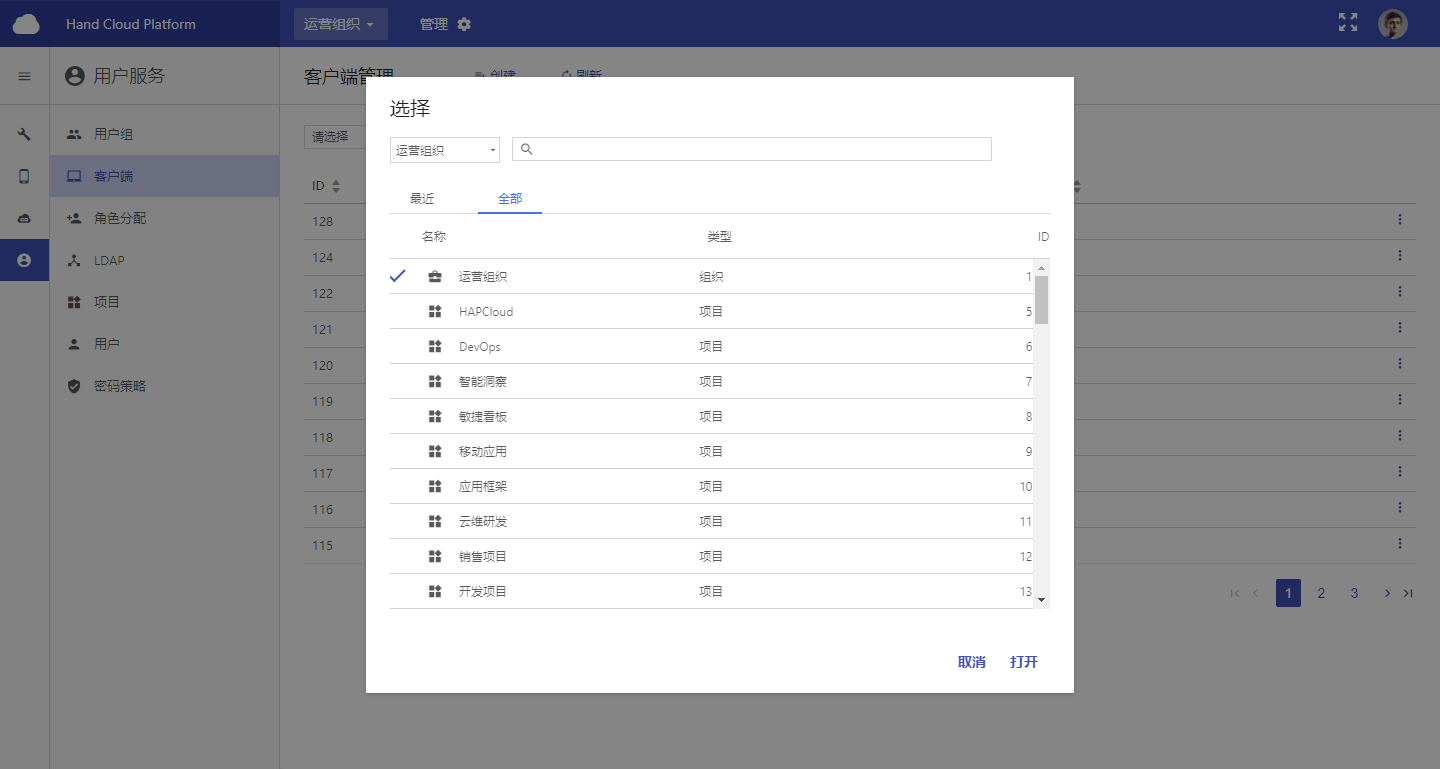 Hand Cloud Platform
运营组织
管理
用户服务
客户端管理
创建
刷新
用户组
客户端
角色分配
LDAP
项目
用户
密码策略
请选择
ID
128
124
122
121
120
119
118
117
116
115
选择
运营组织
最近 全部
名称 类型 ID
运营组织 组织 1
HAPCloud 项目 5
DevOps 项目 6
智能洞察 项目 7
敏捷看板 项目 8
移动应用 项目 9
应用框架 项目 10
云维研发 项目 11
销售项目 项目 12
开发项目 项目 13
取消 打开
1 2 3